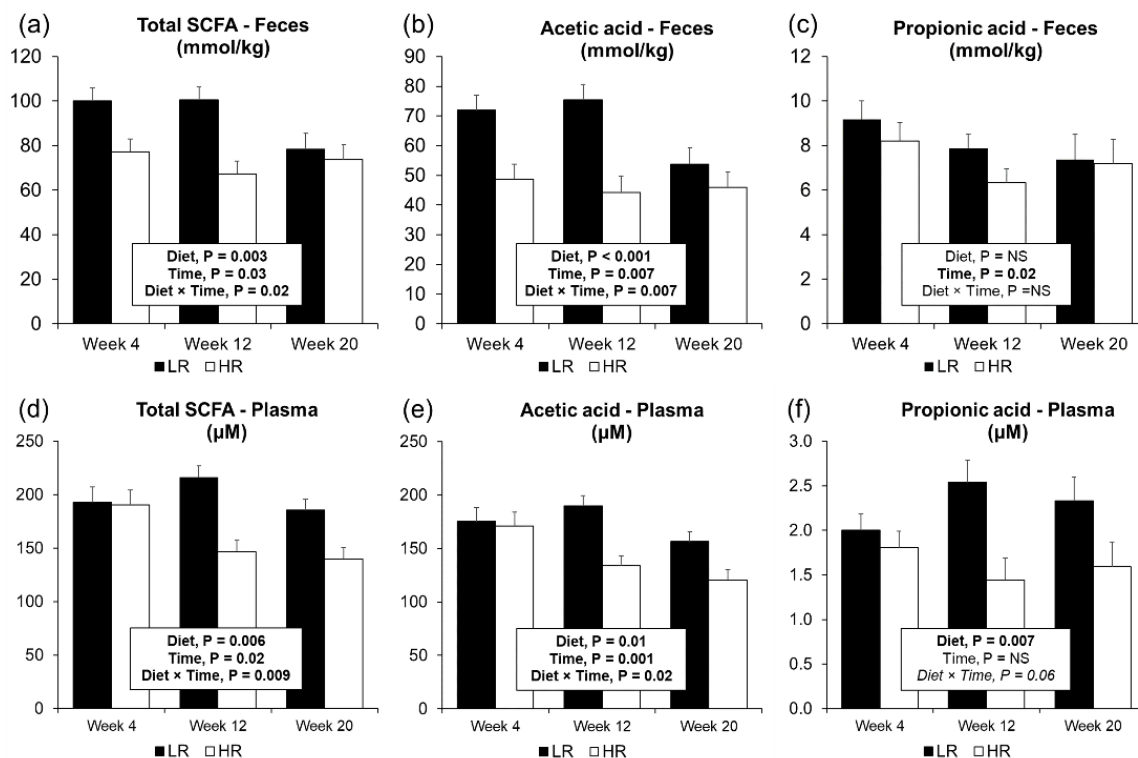 (a)
Total SCFA - Feces
(mmol/kg)
120
100
80
60
40
20
0
Diet, P = 0.003
Time, P = 0.03
Diet × Time, P = 0.02
Week 4 Week 12 Week 20
LR HR
(b)
Acetic acid - Feces
(mmol/kg)
90
80
70
60
50
40
30
20
10
0
Diet, P < 0.001
Time, P = 0.007
Diet × Time, P = 0.007
Week 4 Week 12 Week 20
LR HR
(c)
Propionic acid - Feces
(mmol/kg)
12
10
8
6
4
2
0
Diet, P = NS
Time, P = 0.02
Diet × Time, P =NS
Week 4 Week 12 Week 20
LR HR
(d)
Total SCFA - Plasma
(µM)
250
200
150
100
50
0
Diet, P = 0.006
Time, P = 0.02
Diet × Time, P = 0.009
Week 4 Week 12 Week 20
LR HR
(e)
Acetic acid - Plasma
(µM)
250
200
150
100
50
0
Diet, P = 0.01
Time, P = 0.001
Diet × Time, P = 0.02
Week 4 Week 12 Week 20
LR HR
(f)
Propionic acid - Plasma
(µM)
3.0
2.5
2.0
1.5
1.0
0.5
0.0
Diet, P = 0.007
Time, P = NS
Diet × Time, P = 0.06
Week 4 Week 12 Week 20
LR HR